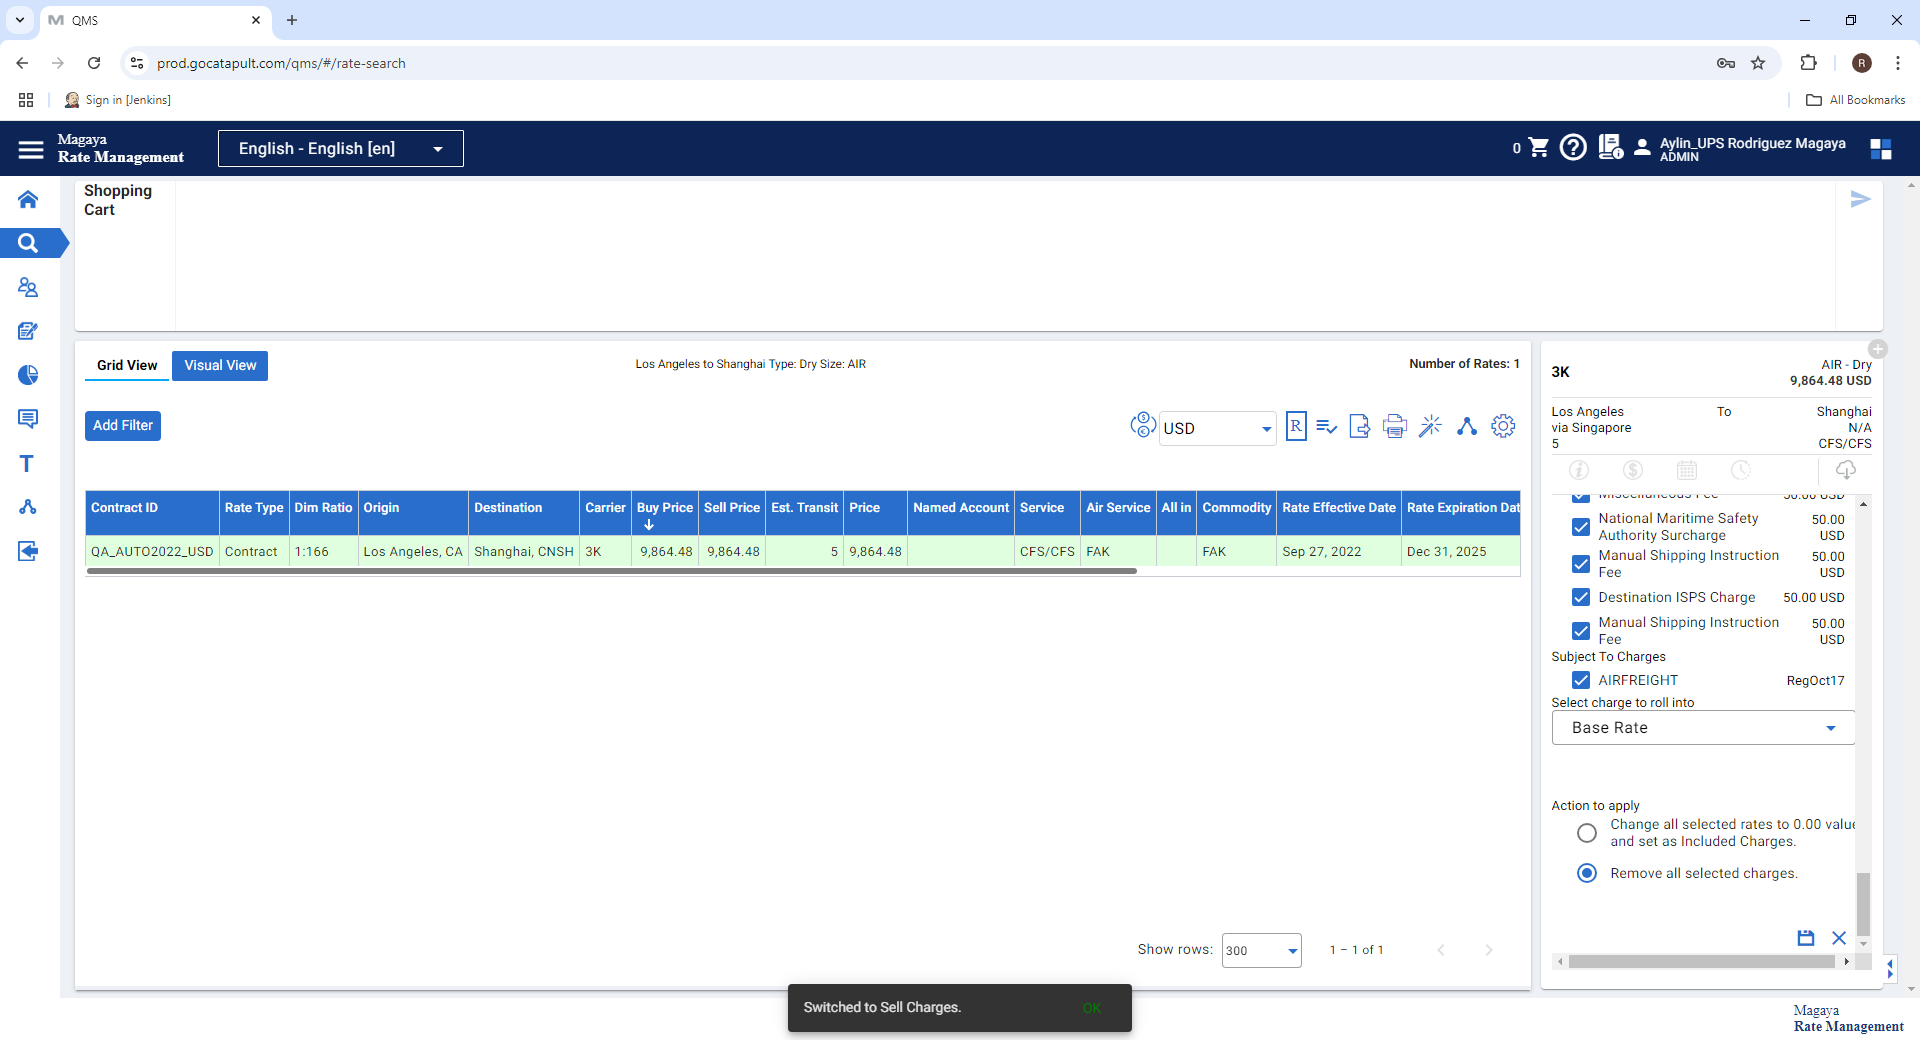 QMS
prod.gocatapult.com/qms/#/rate-search
R
Sign in [Jenkins]
All Bookmarks
Magaya
Rate Management
English - English [en]
0
Aylin_UPS Rodriguez Magaya
ADMIN
Shopping
Cart
Grid View
Visual View
Los Angeles to Shanghai Type: Dry Size: AIR
Number of Rates: 1
Add Filter
USD
R
Contract ID Rate Type Dim Ratio Origin Destination Carrier Buy Price Sell Price Est. Transit Price Named Account Service Air Service All in Commodity Rate Effective Date Rate Expiration Dat
QA_AUTO2022_USD Contract 1:166 Los Angeles, CA Shanghai, CNSH 3K 9,864.48 9,864.48 5 9,864.48 CFS/CFS FAK FAK Sep 27, 2022 Dec 31, 2025
Show rows: 300 1 – 1 of 1
3K
AIR - Dry
9,864.48 USD
Los Angeles To Shanghai
via Singapore N/A
5 CFS/CFS
Miscellaneous Fee 50.00 USD
National Maritime Safety 50.00
Authority Surcharge USD
Manual Shipping Instruction 50.00
Fee USD
Destination ISPS Charge 50.00 USD
Manual Shipping Instruction 50.00
Fee USD
Subject To Charges
AIRFREIGHT RegOct17
Select charge to roll into
Base Rate
Action to apply
Change all selected rates to 0.00 value
and set as Included Charges.
Remove all selected charges.
Switched to Sell Charges. OK
Magaya
Rate Management